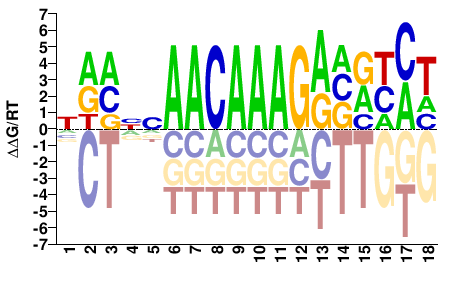 7
6
5
4
3
2
1
0
-1
-2
-3
-4
-5
-6
-7
ΔΔG/RT
T
A G T C
A C G T
C T
C
A C G T
A C G T
C A G T
A C G T
A C G T
A C G T
G A C T
A G C T
A C G T
G A C T
T C A G
C A G T
T A C G
1 2 3 4 5 6 7 8 9 10 11 12 13 14 15 16 17 18